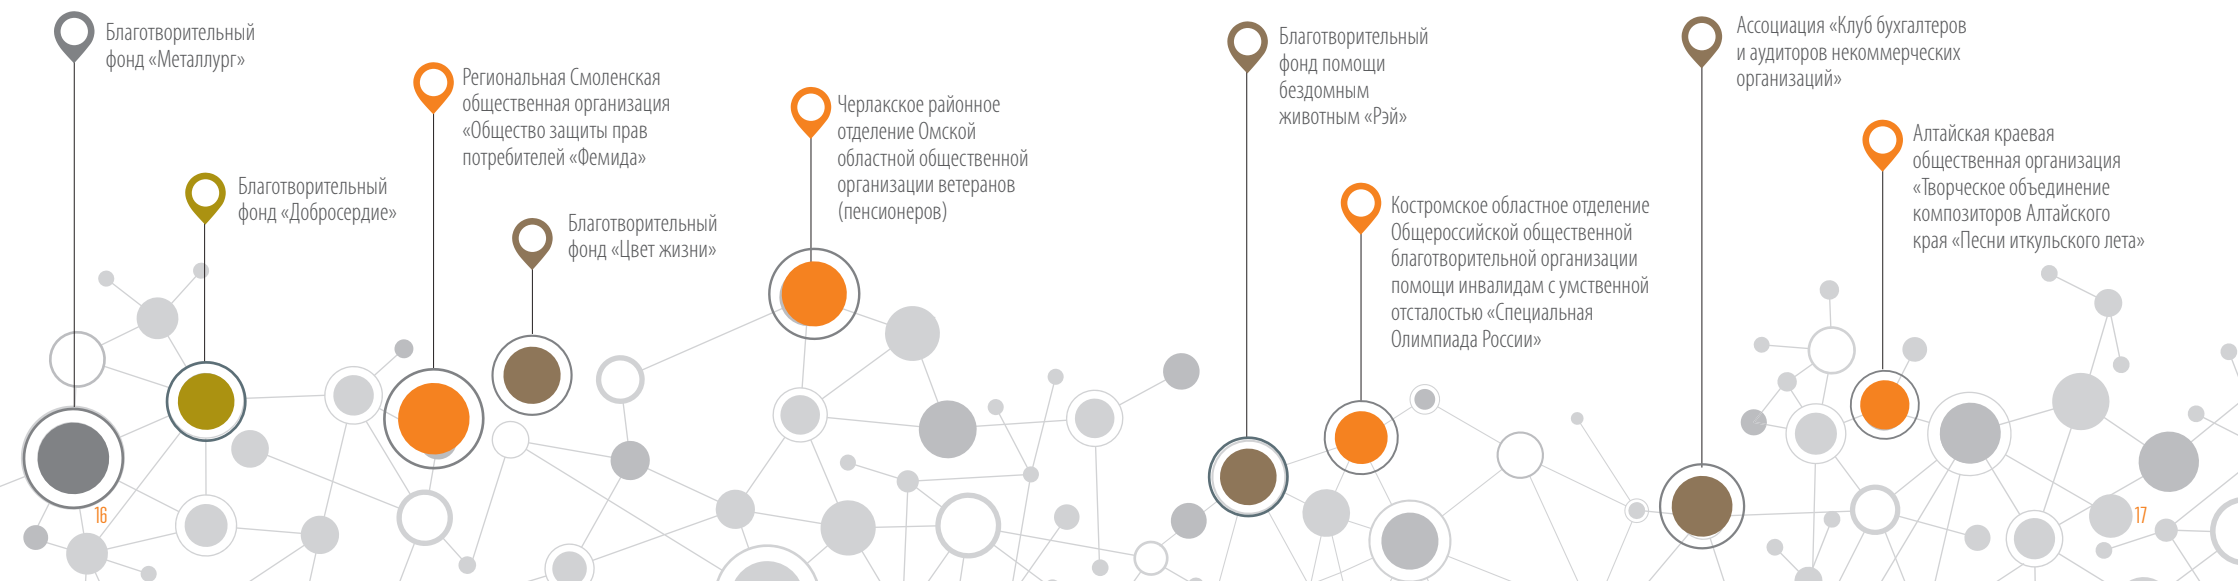 Благотворительный
фонд «Металлург»
Благотворительный
фонд «Добросердие»
Региональная Смоленская
общественная организация
«Общество защиты прав
потребителей «Фемида»
Благотворительный
фонд «Цвет жизни»
Черлакское районное
отделение Омской
областной общественной
организации ветеранов
(пенсионеров)
Благотворительный
фонд помощи
бездомным
животным «Рэй»
Костромское областное отделение
Общероссийской общественной
благотворительной организации
помощи инвалидам с умственной
отсталостью «Специальная
Олимпиада России»
Ассоциация «Клуб бухгалтеров
и аудиторов некоммерческих
организаций»
Алтайская краевая
общественная организация
«Творческое объединение
композиторов Алтайского
края «Песни иткульского лета»
16
17